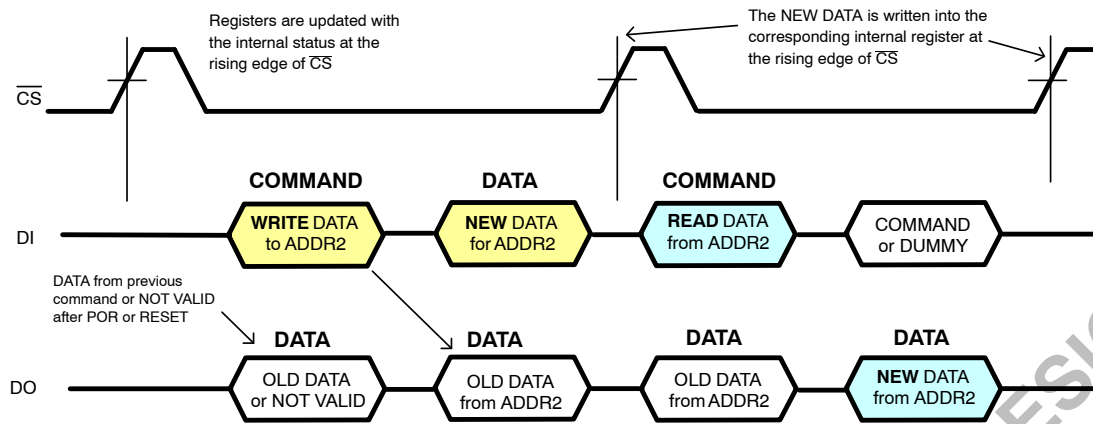 Registers are updated with
the internal status at the
rising edge of CS
The NEW DATA is written into the
corresponding internal register at
the rising edge of CS
CS
COMMAND
DATA
COMMAND
DI
WRITE DATA
to ADDR2
NEW DATA
for ADDR2
READ DATA
from ADDR2
COMMAND
or DUMMY
DATA from previous
command or NOT VALID
after POR or RESET
DATA
DATA
DATA
DATA
DO
OLD DATA
or NOT VALID
OLD DATA
from ADDR2
OLD DATA
from ADDR2
NEW DATA
from ADDR2